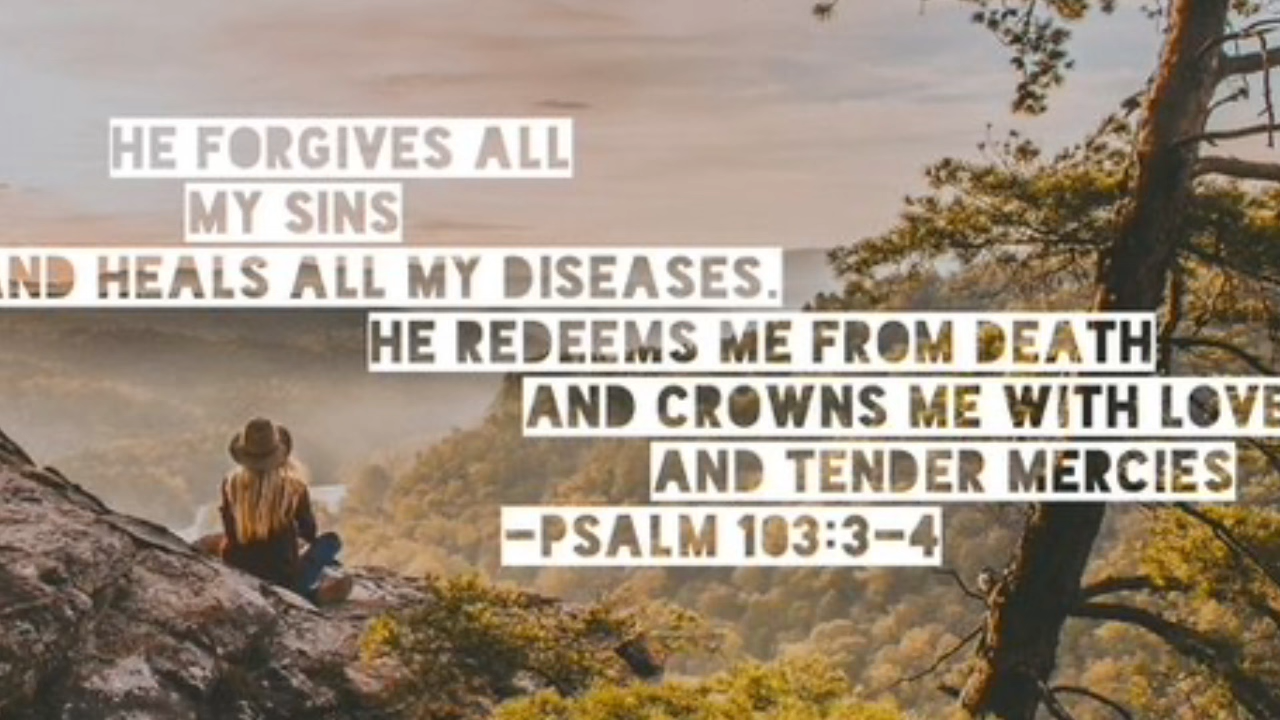 HE FORGIVES ALL
MY SINS
AND HEALS ALL MY DISEASES.
HE REDEEMS ME FROM DEATH
AND CROWNS ME WITH LOVE
AND TENDER MERCIES
-PSALM 103:3-4